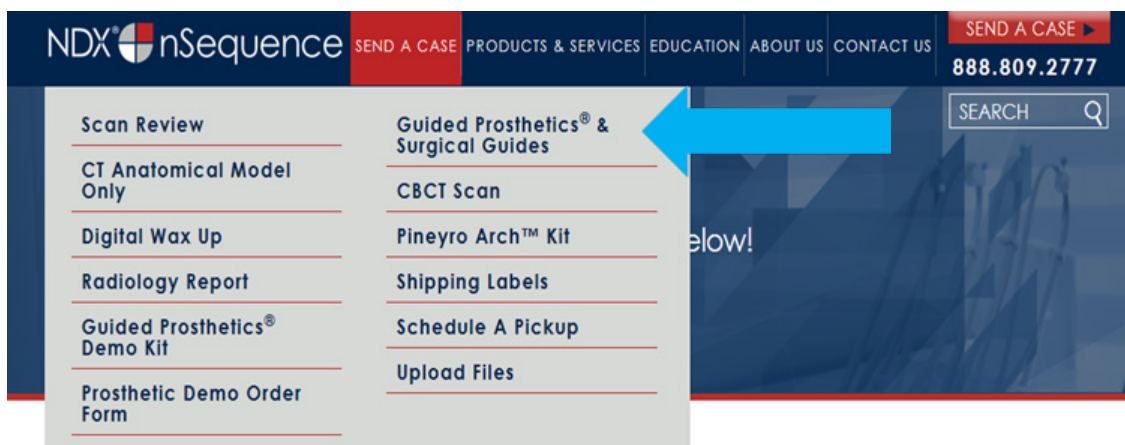 NDX® nSequence SEND A CASE PRODUCTS & SERVICES EDUCATION ABOUT US CONTACT US
SEND A CASE
888.809.2777
SEARCH
Scan Review
CT Anatomical Model
Only
Digital Wax Up
Radiology Report
Guided Prosthetics®
Demo Kit
Prosthetic Demo Order
Form
Guided Prosthetics® &
Surgical Guides
CBCT Scan
Pineyro Arch™ Kit
Shipping Labels
Schedule A Pickup
Upload Files